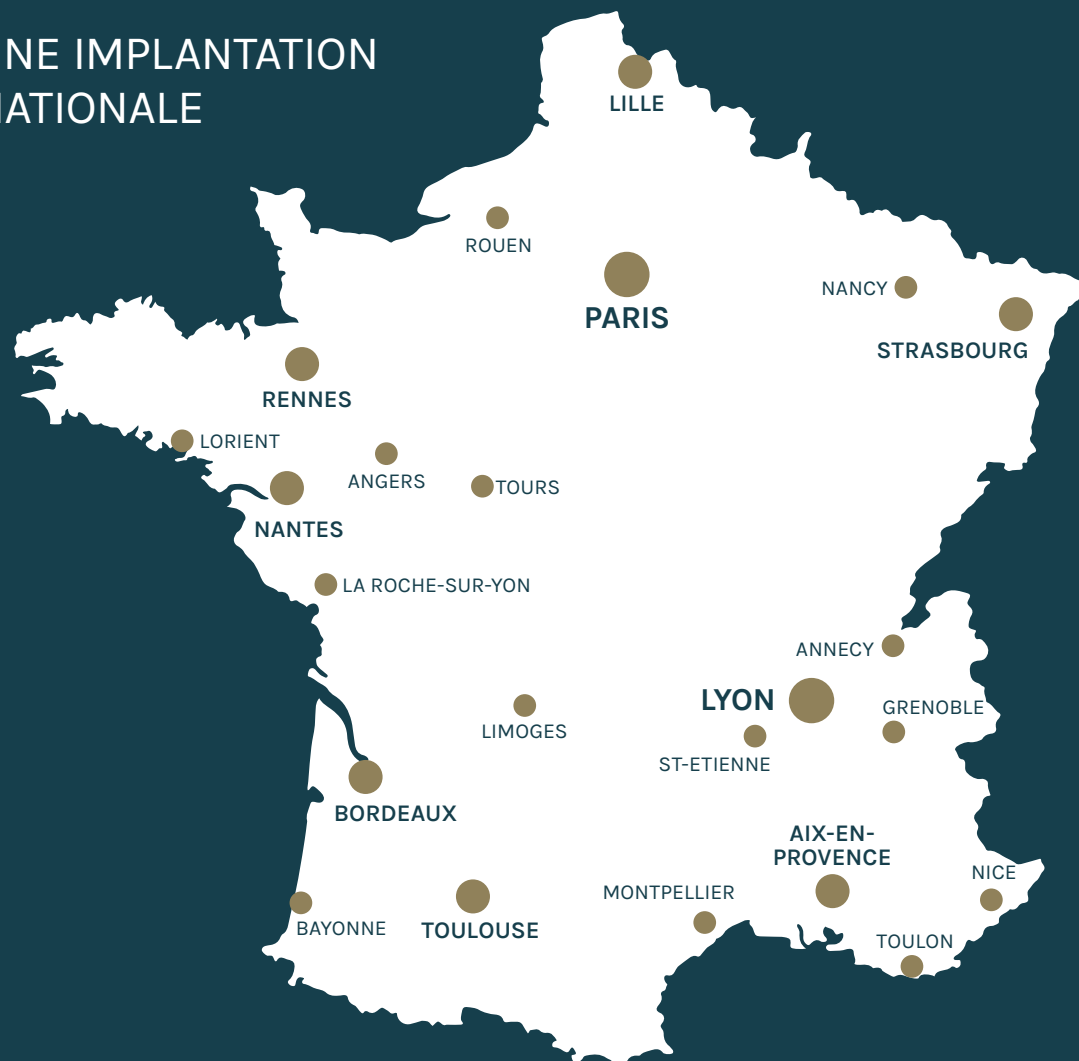 NE IMPLANTATION
NATIONALE
LILLE
ROUEN
PARIS
NANCY
STRASBOURG
RENNES
LORIENT
ANGERS
TOURS
NANTES
LA ROCHE-SUR-YON
ANNECY
LYON
GRENOBLE
LIMOGES
ST-ETIENNE
BORDEAUX
AIX-EN-
PROVENCE
NICE
MONTPELLIER
BAYONNE
TOULOUSE
TOULON